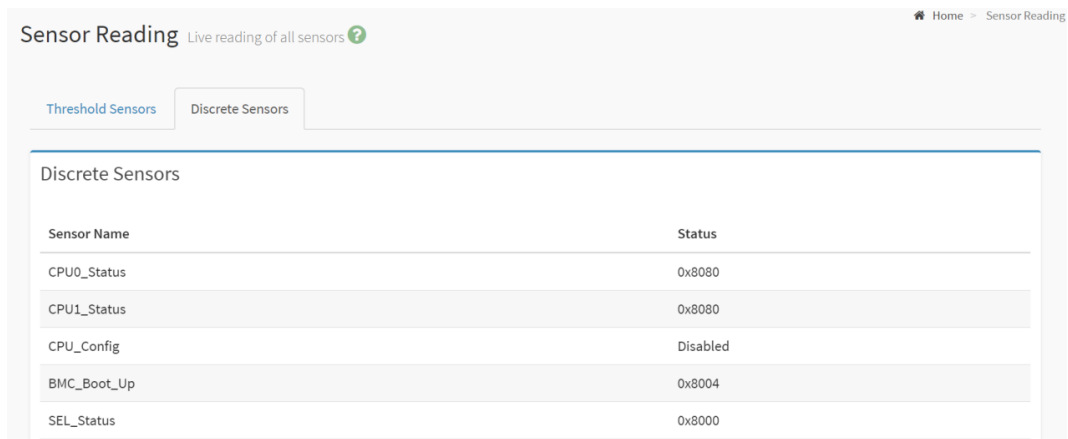 Home > Sensor Reading
Sensor Reading Live reading of all sensors ?
Threshold Sensors Discrete Sensors
Discrete Sensors
Sensor Name Status
CPU0_Status 0x8080
CPU1_Status 0x8080
CPU_Config Disabled
BMC_Boot_Up 0x8004
SEL_Status 0x8000